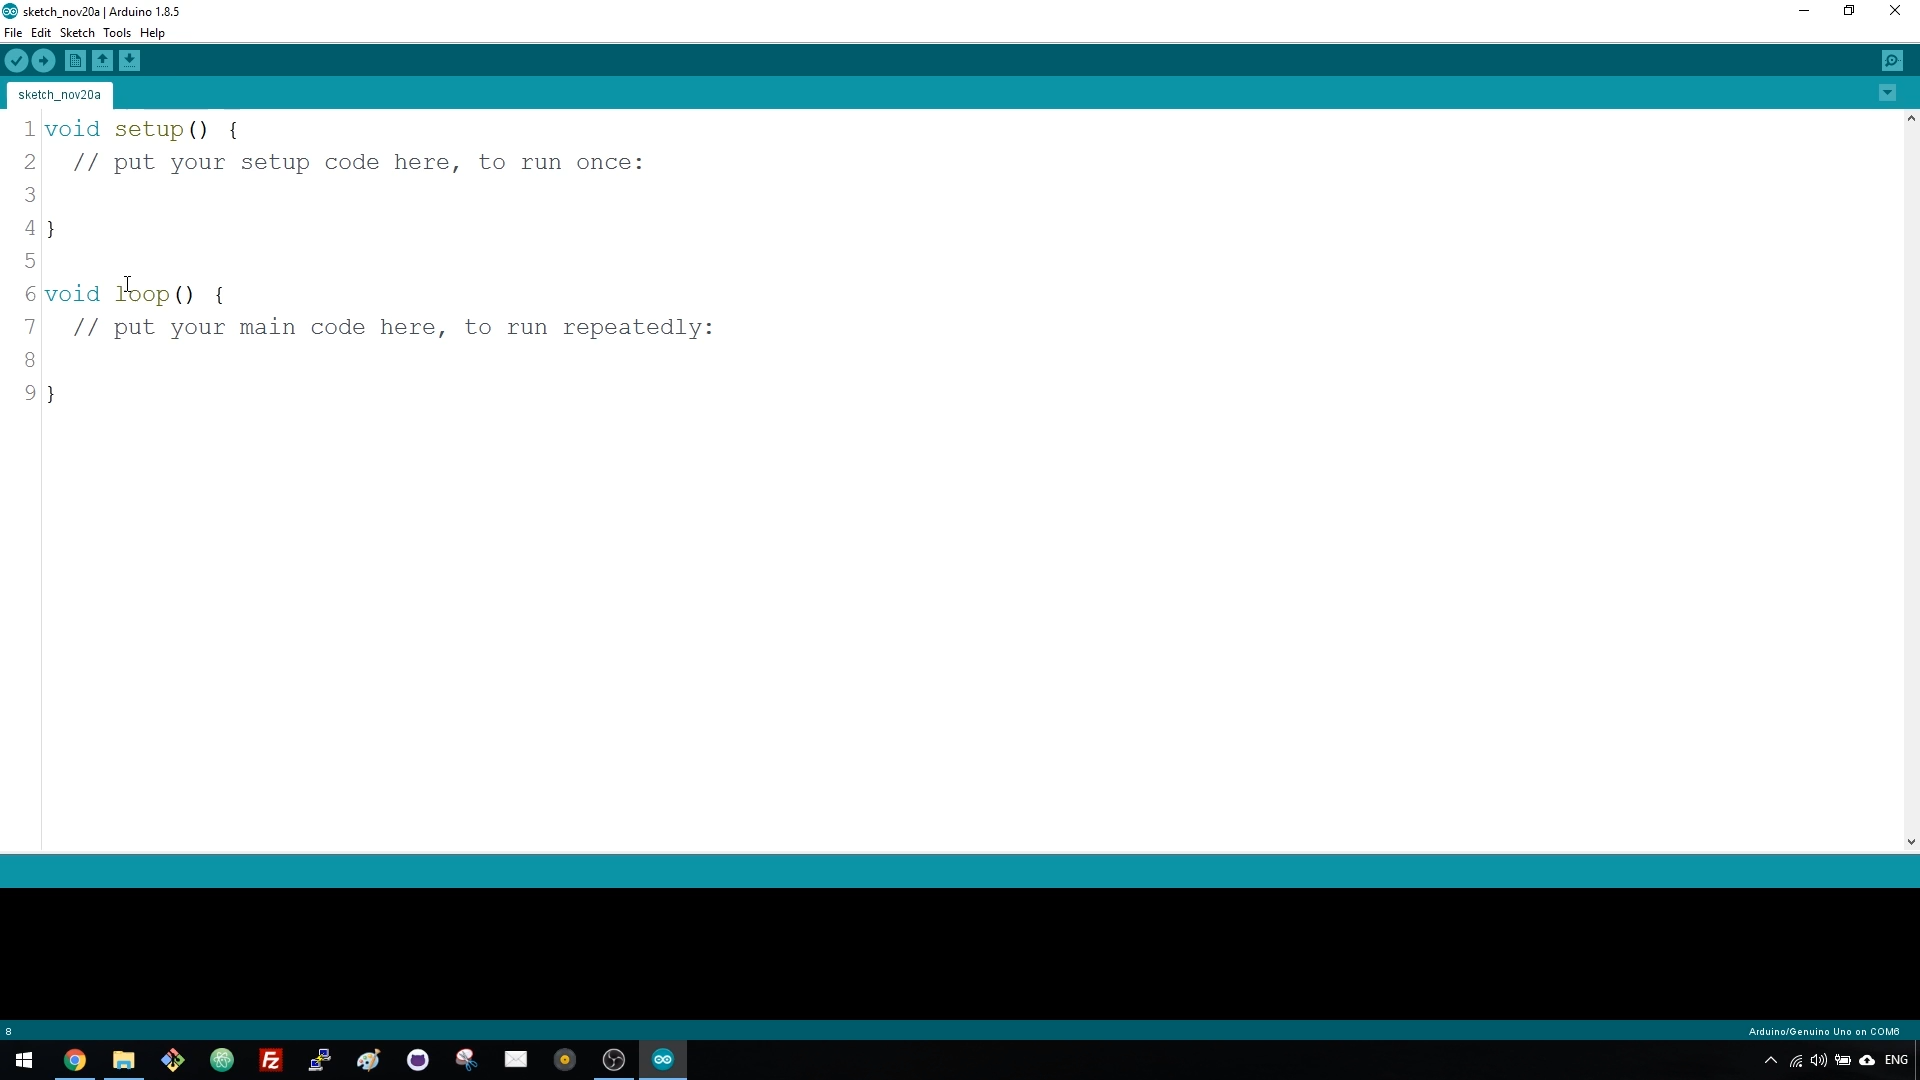 sketch_nov20a | Arduino 1.8.5
File Edit Sketch Tools Help
sketch_nov20a
1 void setup() {
2 // put your setup code here, to run once:
3
4 }
5
6 void loop() {
7 // put your main code here, to run repeatedly:
8
9 }
8 Arduino/Genuino Uno on COM6
Fz
ENG